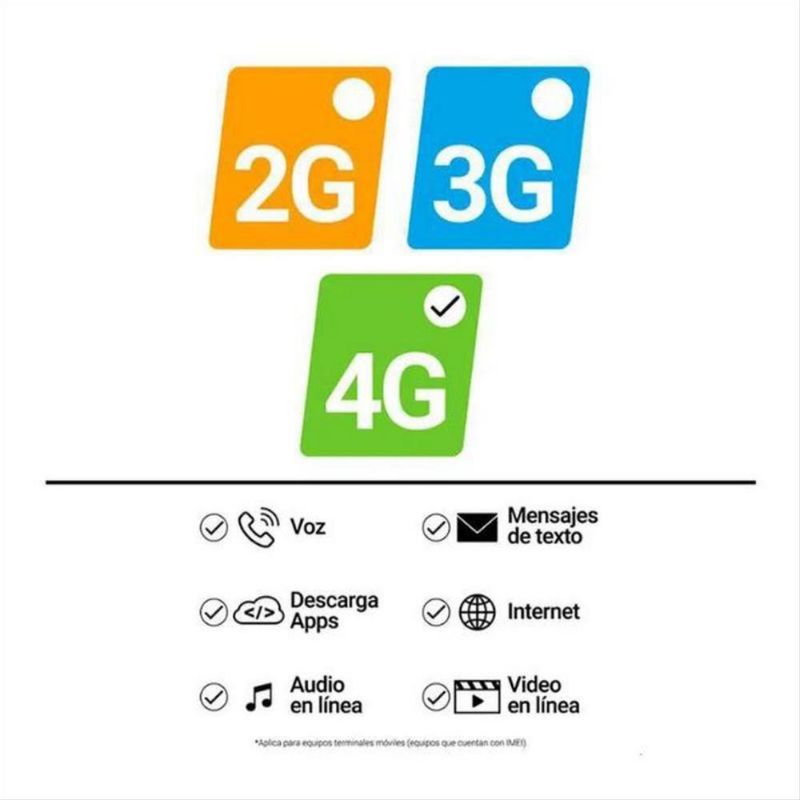 2G
3G
4G
Voz
Mensajes
de texto
Descarga
Apps
Internet
Audio
en línea
Video
en línea
*Aplica para equipos terminales móviles (equipos que cuentan con IMEI).